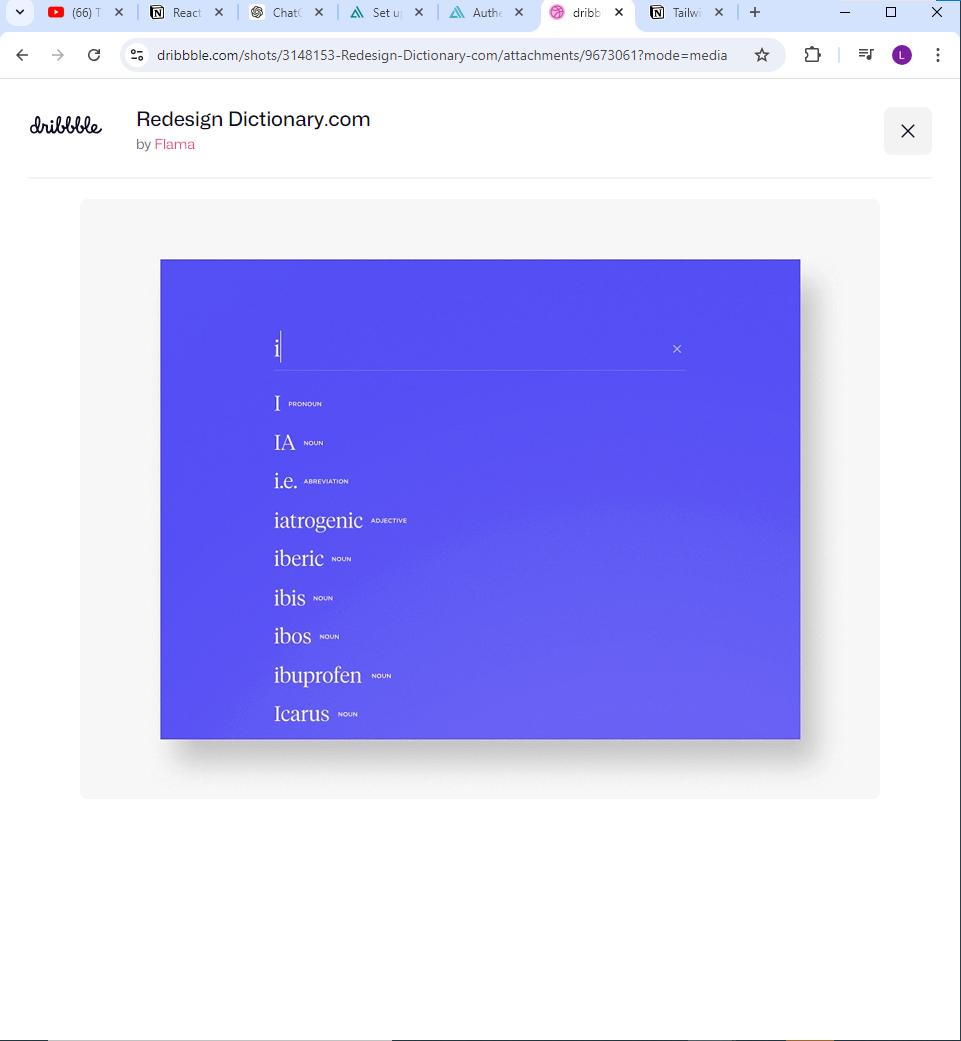 (66) T
React
Chat
Set u
Authe
dribb
Tailwi
dribbble.com/shots/3148153-Redesign-Dictionary-com/attachments/9673061?mode=media
L
dribbble
Redesign Dictionary.com
by Flama
i
I PRONOUN
IA NOUN
i.e. ABREVIATION
iatrogenic ADJECTIVE
iberic NOUN
ibis NOUN
ibos NOUN
ibuprofen NOUN
Icarus NOUN